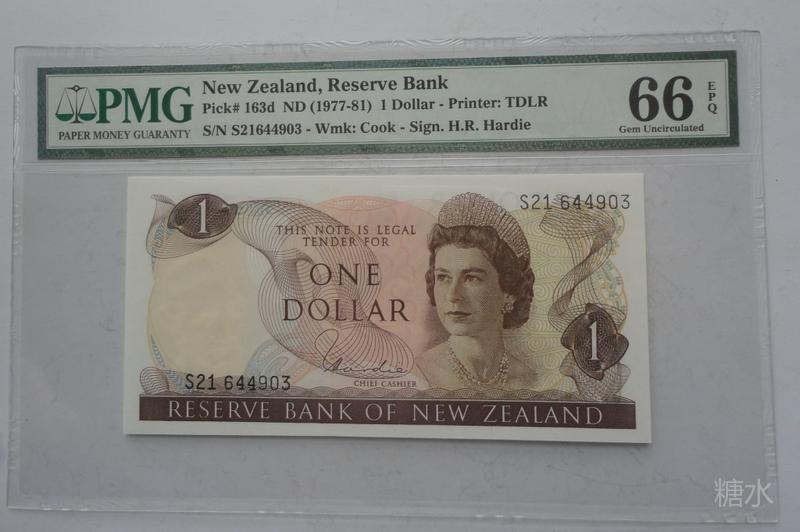 PMG
PAPER MONEY GUARANTY
New Zealand, Reserve Bank
Pick# 163d ND (1977-81) 1 Dollar - Printer: TDLR
S/N S21644903 - Wmk: Cook - Sign. H.R. Hardie
66
EPQ
Gem Uncirculated
1
S21 644903
THIS NOTE IS LEGAL
TENDER FOR
ONE
DOLLAR
1
Hardie
S21 644903
CHIEF CASHIER
RESERVE BANK OF NEW ZEALAND
糖水